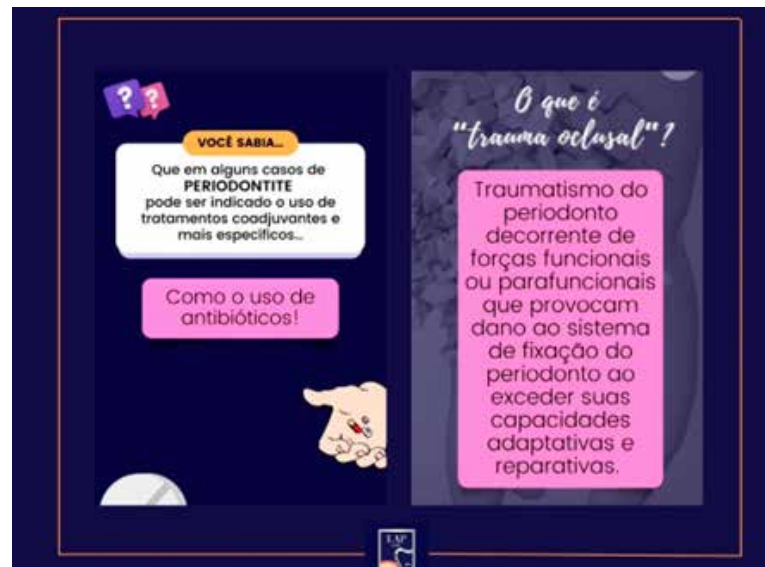 ? ?
VOCÊ SABIA...
Que em alguns casos de
PERIODONTITE
pode ser indicado o uso de
tratamentos coadjuvantes e
mais específicos...
Como o uso de
antibióticos!
O que é
"trauma oclusal"?
Traumatismo do
periodonto
decorrente de
forças funcionais
ou parafuncionais
que provocam
dano ao sistema
de fixação do
periodonto ao
exceder suas
capacidades
adaptativas e
reparativas.
LAP